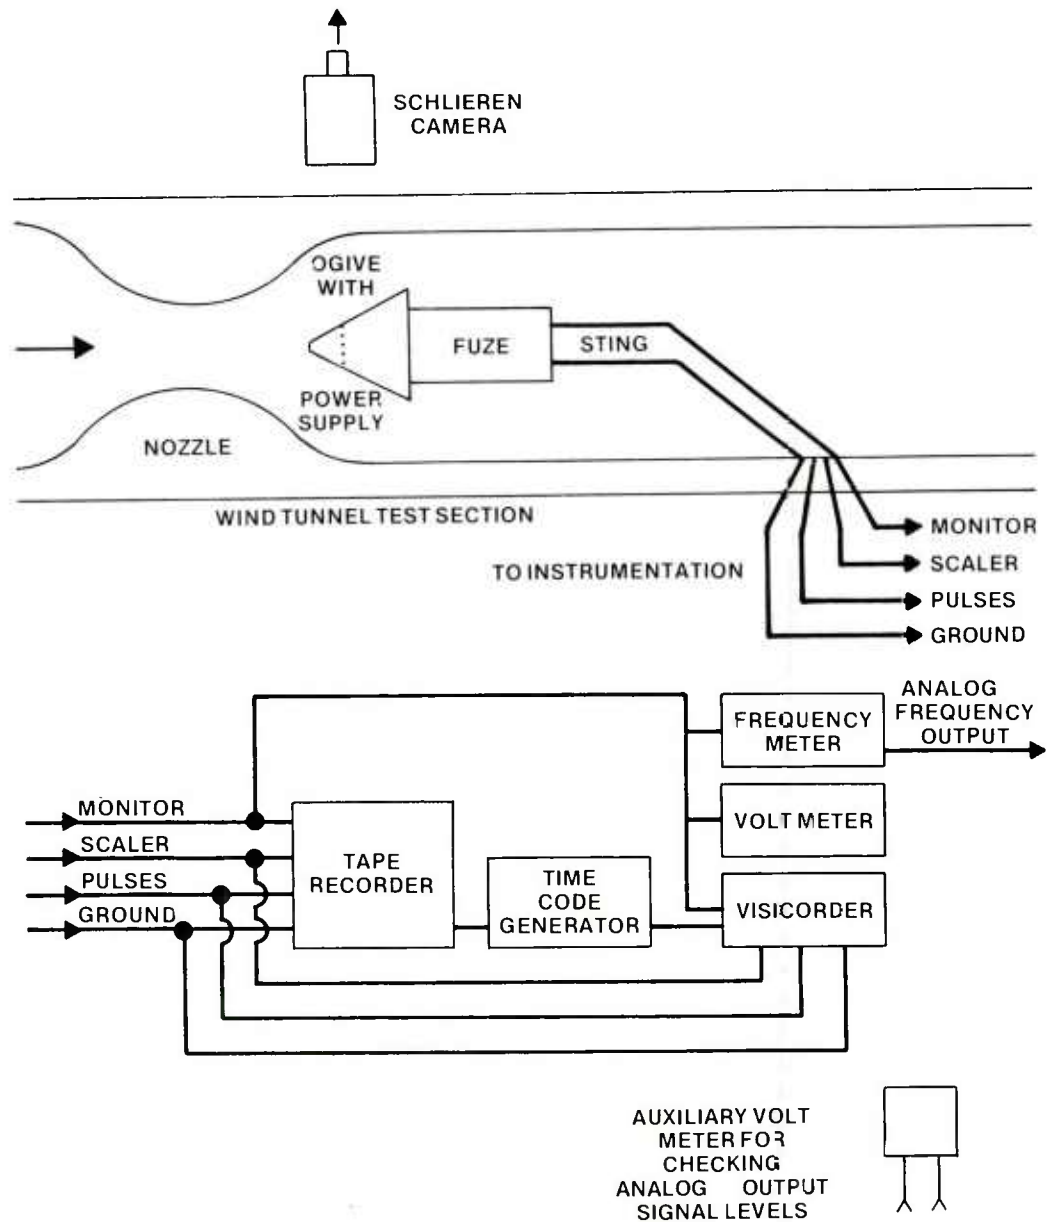 SCHLIEREN
CAMERA
OGIVE
WITH
POWER
SUPPLY
FUZE
STING
NOZZLE
WIND TUNNEL TEST SECTION
TO INSTRUMENTATION
MONITOR
SCALER
PULSES
GROUND
ANALOG
FREQUENCY
OUTPUT
FREQUENCY
METER
MONITOR
SCALER
PULSES
GROUND
TAPE
RECORDER
TIME
CODE
GENERATOR
VOLT METER
VISICORDER
AUXILIARY VOLT
METER FOR
CHECKING
ANALOG OUTPUT
SIGNAL LEVELS